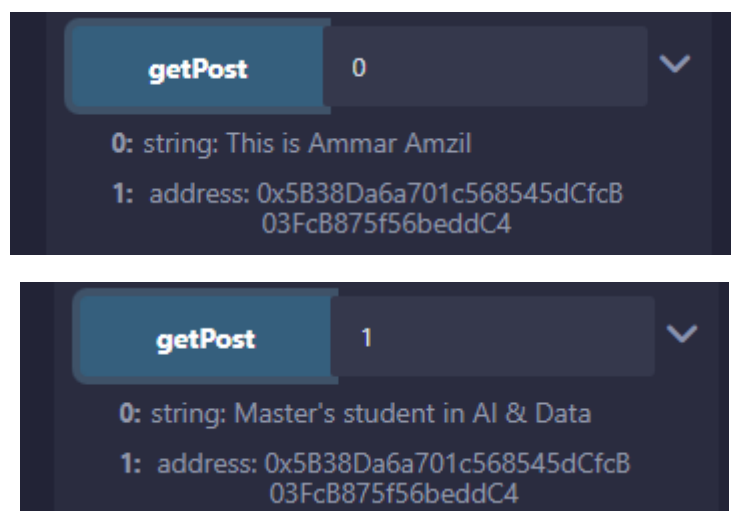 getPost 0
0: string: This is Ammar Amzil
1: address: 0x5B38Da6a701c568545dCfcB
03FcB875f56beddC4
getPost 1
0: string: Master's student in AI & Data
1: address: 0x5B38Da6a701c568545dCfcB
03FcB875f56beddC4